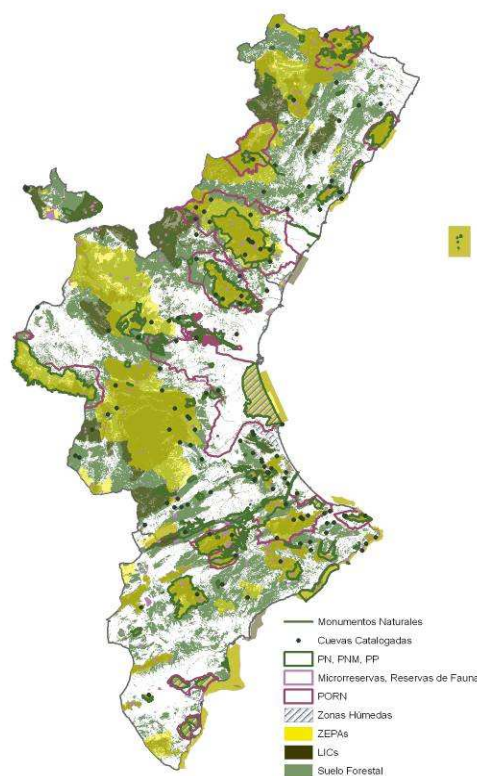 Monumentos Naturales
Cuevas Catalogadas
PN, PNM, PP
Microrreservas, Reservas de Fauna
PORN
Zonas Húmedas
ZEPAs
LICs
Suelo Forestal